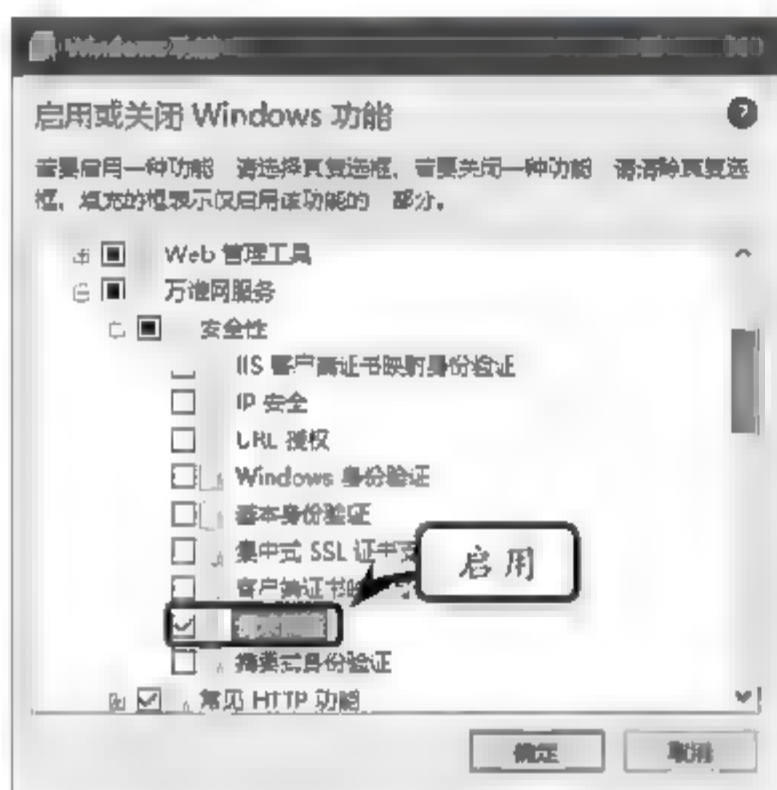 Windows 功能
启用或关闭 Windows 功能
若要启用一种功能 请选择其复选框。若要关闭一种功能 请清除其复选
框。填充的框表示仅启用该功能的 部分。
Web 管理工具
万维网服务
安全性
IIS 客户端证书映射身份验证
IP 安全
URL 授权
Windows 身份验证
基本身份验证
集中式 SSL 证书支
启用
客户端证书映
摘要式身份验证
常见 HTTP 功能
确定
取消